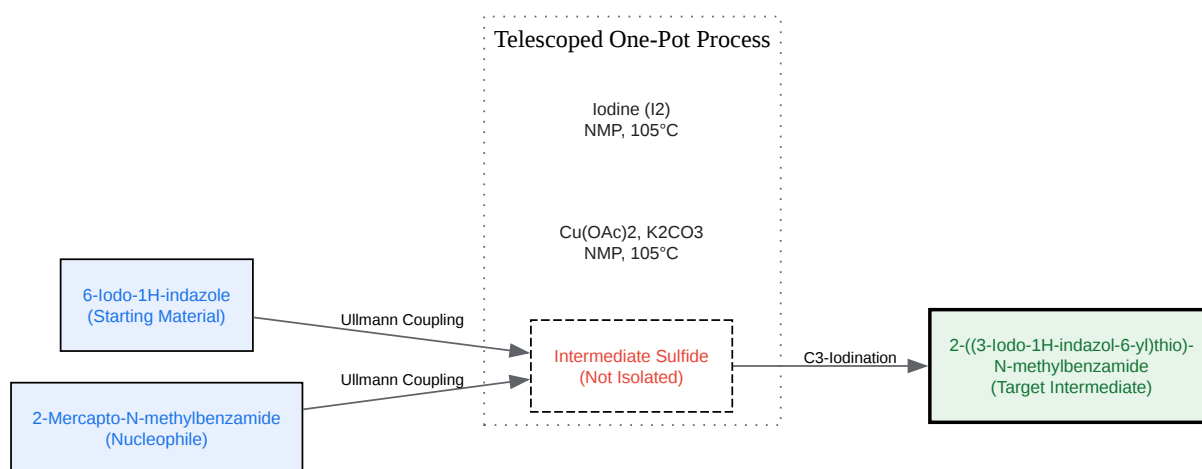 Telescoped One-Pot Process
Iodine (I2)
NMP, 105°C
Cu(OAc)2, K2CO3
NMP, 105°C
6-Iodo-1H-indazole
(Starting Material)
Ullmann Coupling
2-Mercapto-N-methylbenzamide
(Nucleophile)
Ullmann Coupling
Intermediate Sulfide
(Not Isolated)
C3-Iodination
2-((3-Iodo-1H-indazol-6-yl)thio)-
N-methylbenzamide
(Target Intermediate)